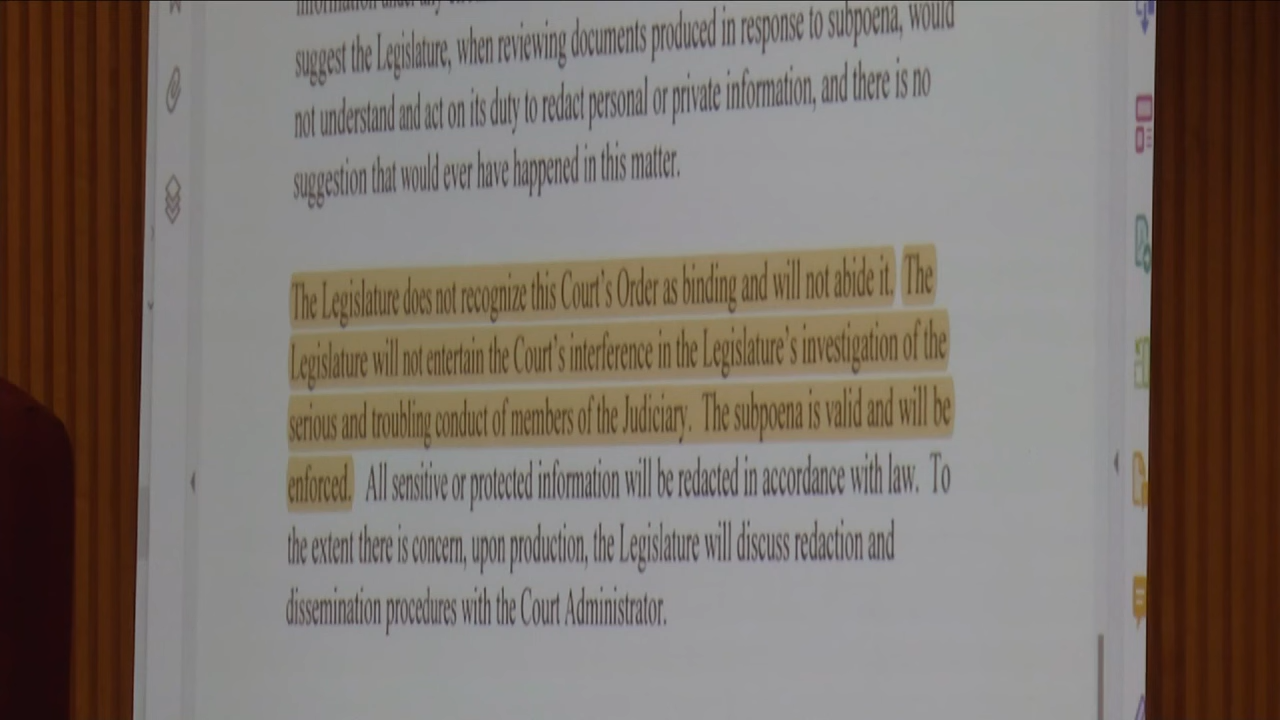 information under any
suggest the Legislature, when reviewing documents produced in response to subpoena, would
not understand and act on its duty to redact personal or private information, and there is no
suggestion that would ever have happened in this matter.
The Legislature does not recognize this Court's Order as binding and will not abide it. The
Legislature will not entertain the Court's interference in the Legislature's investigation of the
serious and troubling conduct of members of the Judiciary. The subpoena is valid and will be
enforced. All sensitive or protected information will be redacted in accordance with law. To
the extent there is concern, upon production, the Legislature will discuss redaction and
dissemination procedures with the Court Administrator.